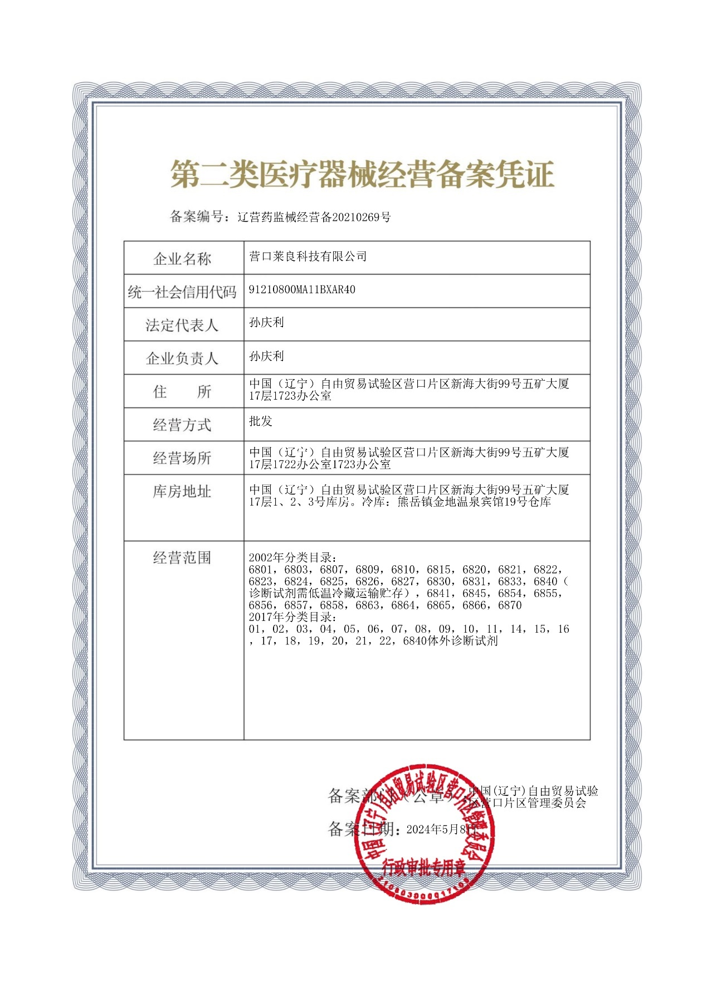 第二类医疗器械经营备案凭证
备案编号：辽营药监械经营备20210269号
企业名称 营口莱良科技有限公司
统一社会信用代码 91210800MA11BXAR40
法定代表人 孙庆利
企业负责人 孙庆利
住 所 中国（辽宁）自由贸易试验区营口片区新海大街99号五矿大厦
17层1723办公室
经营方式 批发
经营场所 中国（辽宁）自由贸易试验区营口片区新海大街99号五矿大厦
17层1722办公室1723办公室
库房地址 中国（辽宁）自由贸易试验区营口片区新海大街99号五矿大厦
17层1、2、3号库房。冷库：熊岳镇金地温泉宾馆19号仓库
经营范围 2002年分类目录：
6801，6803，6807，6809，6810，6815，6820，6821，6822，
6823，6824，6825，6826，6827，6830，6831，6833，6840（
诊断试剂需低温冷藏运输贮存），6841，6845，6854，6855，
6856，6857，6858，6863，6864，6865，6866，6870
2017年分类目录：
01，02，03，04，05，06，07，08，09，10，11，14，15，16
，17，18，19，20，21，22，6840体外诊断试剂
备案部门（公章）：中国(辽宁)自由贸易试验
区营口片区管理委员会
备案日期：2024年5月8日
中国(辽宁)自由贸易试验区营口片区管理委员会
行政审批专用章